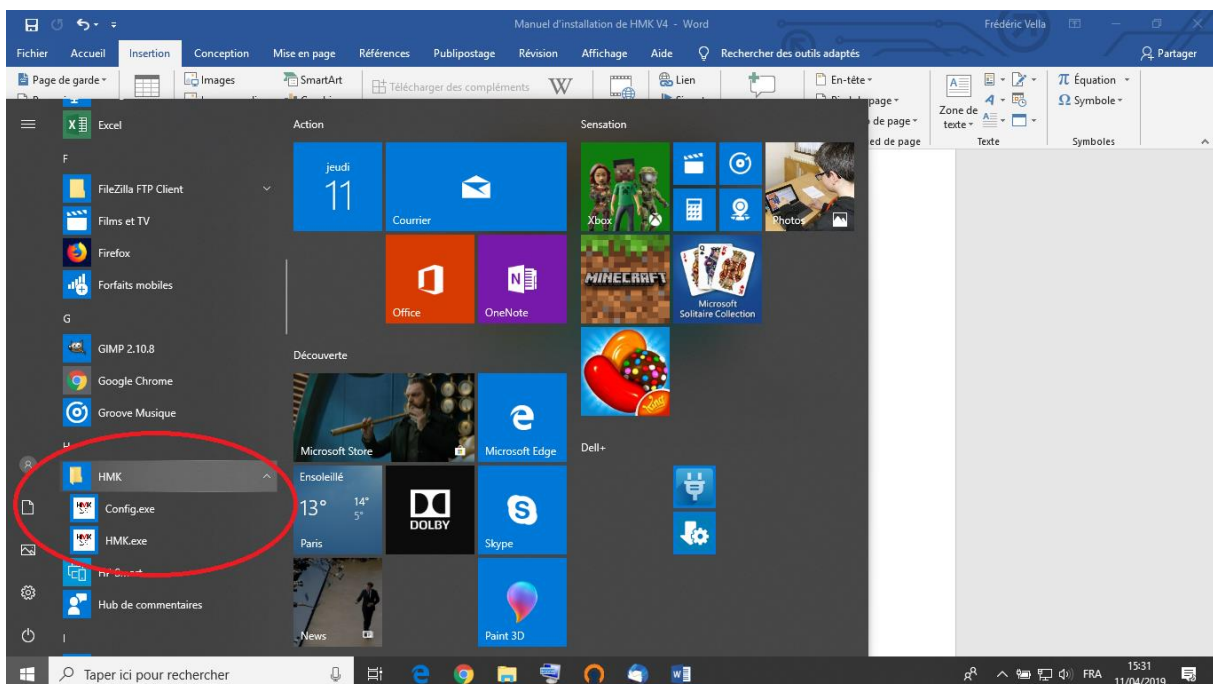 Manuel d'installation de HMK V4 - Word
Frédéric Vella
Fichier Accueil Insertion Conception Mise en page Références Publipostage Révision Affichage Aide Rechercher des outils adaptés Partager
Page de garde Images SmartArt Télécharger des compléments W Lien En-tête Équation
Zone de texte page Symbole
de page
ed de page Texte Symboles
Excel
F
FileZilla FTP Client
Films et TV
Firefox
Forfaits mobiles
G
GIMP 2.10.8
Google Chrome
Groove Musique
HMK
Config.exe
HMK.exe
Hub de commentaires
I
Action
jeudi
11
Courrier
Office
OneNote
Découverte
Microsoft Store
Microsoft Edge
Ensoleillé
13° 14°
5°
Paris
DOLBY
Skype
News
Paint 3D
Sensation
Xbox
Photos
MINECRAFT
Microsoft
Solitaire Collection
King
Dell+
Taper ici pour rechercher
FRA
15:31
11/04/2019